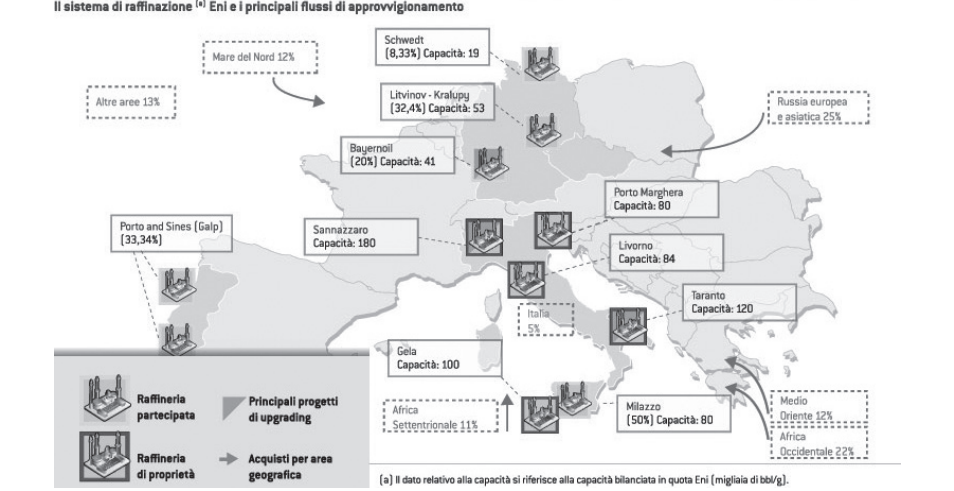 Il sistema di raffinazione (a) Eni e i principali flussi di approvvigionamento
Schwedt
(8,33%) Capacità: 19
Mare del Nord 12%
Altre aree 13%
Litvinov - Kralupy
(32,4%) Capacità: 53
Russia europea
e asiatica 25%
Bayernoil
(20%) Capacità: 41
Porto Marghera
Capacità: 80
Porto and Sines (Galp)
(33,34%)
Sannazzaro
Capacità: 180
Livorno
Capacità: 84
Taranto
Capacità: 120
Italia
5%
Gela
Capacità: 100
Africa
Settentrionale 11%
Milazzo
(50%) Capacità: 80
Medio
Oriente 12%
Africa
Occidentale 22%
Raffineria
partecipata
Principali progetti
di upgrading
Raffineria
di proprietà
Acquisti per area
geografica
(a) Il dato relativo alla capacità si riferisce alla capacità bilanciata in quota Eni (migliaia di bbl/g).